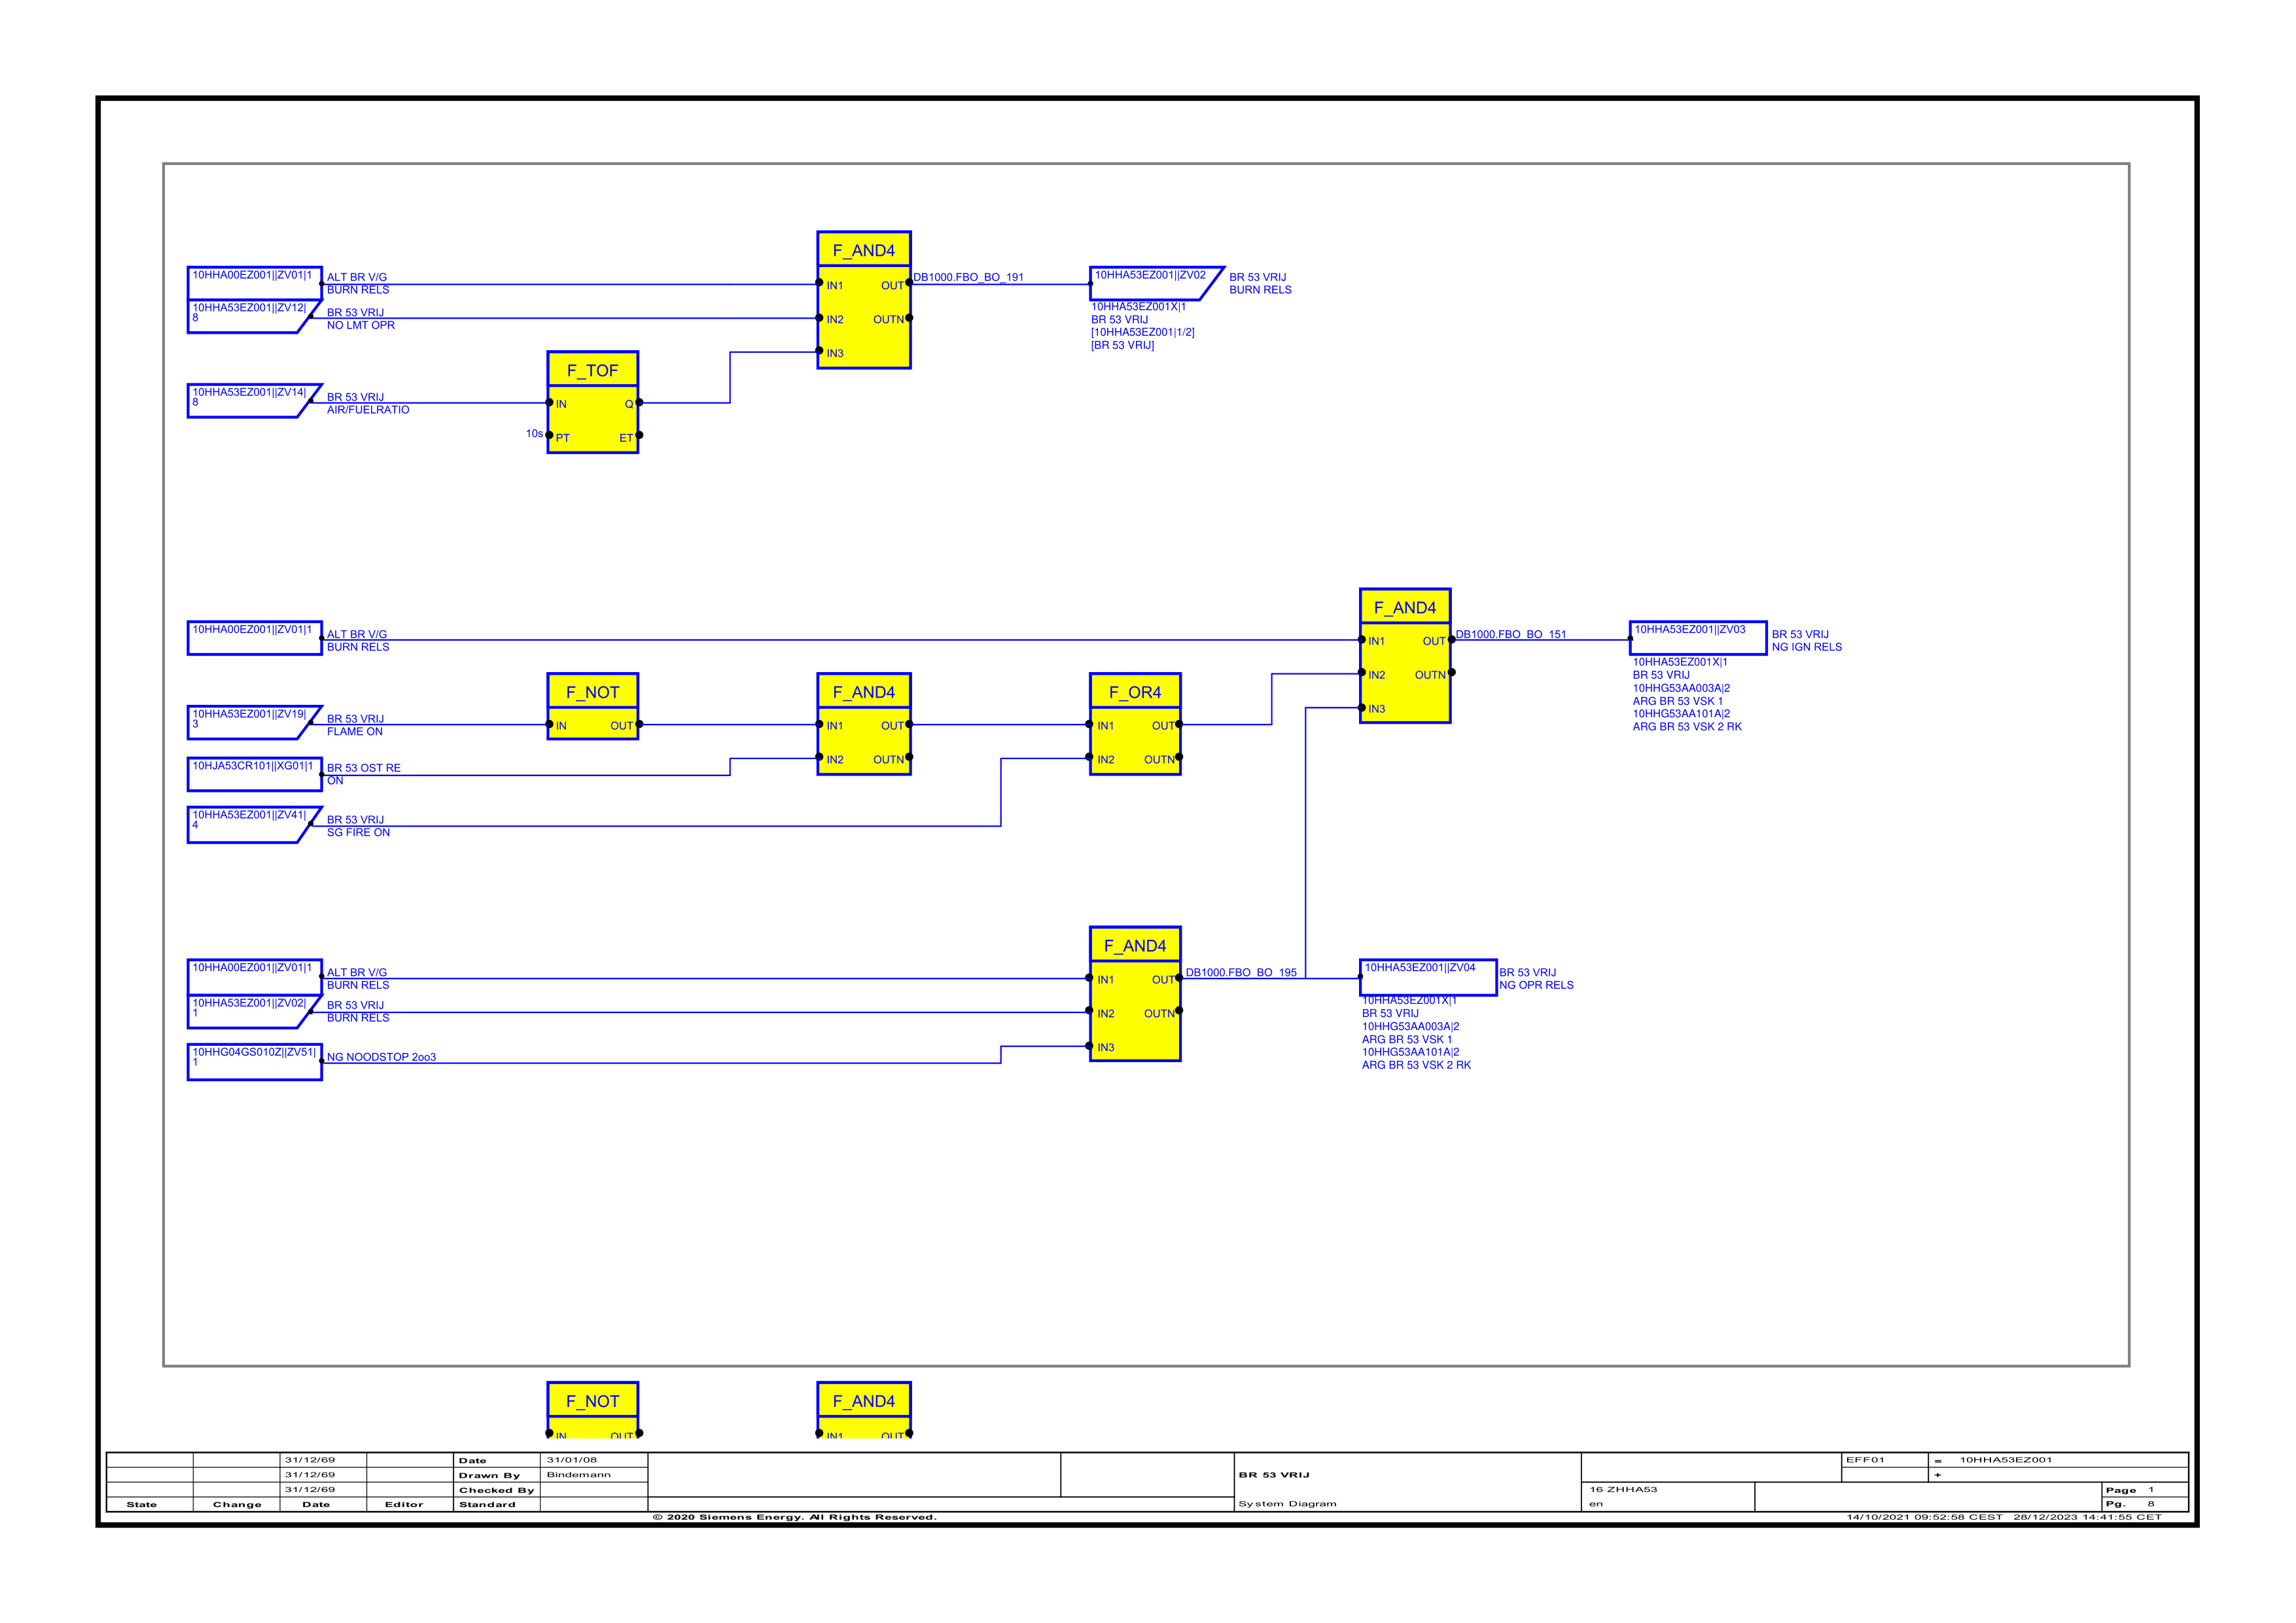 F_AND4
10HHA00EZ001||ZV01|1
ALT BR V/G
BURN RELS
IN1
OUT
DB1000.FBO_BO_191
10HHA53EZ001||ZV02
BR 53 VRIJ
BURN RELS
10HHA53EZ001||ZV12|
8
BR 53 VRIJ
NO LMT OPR
IN2
OUTN
10HHA53EZ001X|1
BR 53 VRIJ
[10HHA53EZ001|1/2]
[BR 53 VRIJ]
IN3
F_TOF
10HHA53EZ001||ZV14|
8
BR 53 VRIJ
AIR/FUELRATIO
IN
Q
10s
PT
ET
F_AND4
10HHA00EZ001||ZV01|1
ALT BR V/G
BURN RELS
IN1
OUT
DB1000.FBO_BO_151
10HHA53EZ001||ZV03
BR 53 VRIJ
NG IGN RELS
IN2
OUTN
IN3
10HHA53EZ001X|1
BR 53 VRIJ
10HHG53AA003A|2
ARG BR 53 VSK 1
10HHG53AA101A|2
ARG BR 53 VSK 2 RK
F_NOT
F_AND4
F_OR4
10HHA53EZ001||ZV19|
3
BR 53 VRIJ
FLAME ON
IN
OUT
IN1
OUT
IN1
OUT
10HJA53CR101||XG01|1
BR 53 OST RE
ON
IN2
OUTN
IN2
OUTN
10HHA53EZ001||ZV41|
4
BR 53 VRIJ
SG FIRE ON
F_AND4
10HHA00EZ001||ZV01|1
ALT BR V/G
BURN RELS
IN1
OUT
DB1000.FBO_BO_195
10HHA53EZ001||ZV04
BR 53 VRIJ
NG OPR RELS
10HHA53EZ001||ZV02|
1
BR 53 VRIJ
BURN RELS
IN2
OUTN
10HHA53EZ001X|1
BR 53 VRIJ
10HHG53AA003A|2
ARG BR 53 VSK 1
10HHG53AA101A|2
ARG BR 53 VSK 2 RK
10HHG04GS010Z||ZV51|
1
NG NOODSTOP 2oo3
IN3
F_NOT
F_AND4
IN
OUT
IN1
OUT
31/12/69
Date
31/01/08
EFF01
=
10HHA53EZ001
31/12/69
Drawn By
Bindemann
BR 53 VRIJ
+
31/12/69
Checked By
16 ZHHA53
Page 1
State
Change
Date
Editor
Standard
System Diagram
en
Pg. 8
© 2020 Siemens Energy. All Rights Reserved.
14/10/2021 09:52:58 CEST 28/12/2023 14:41:55 CET